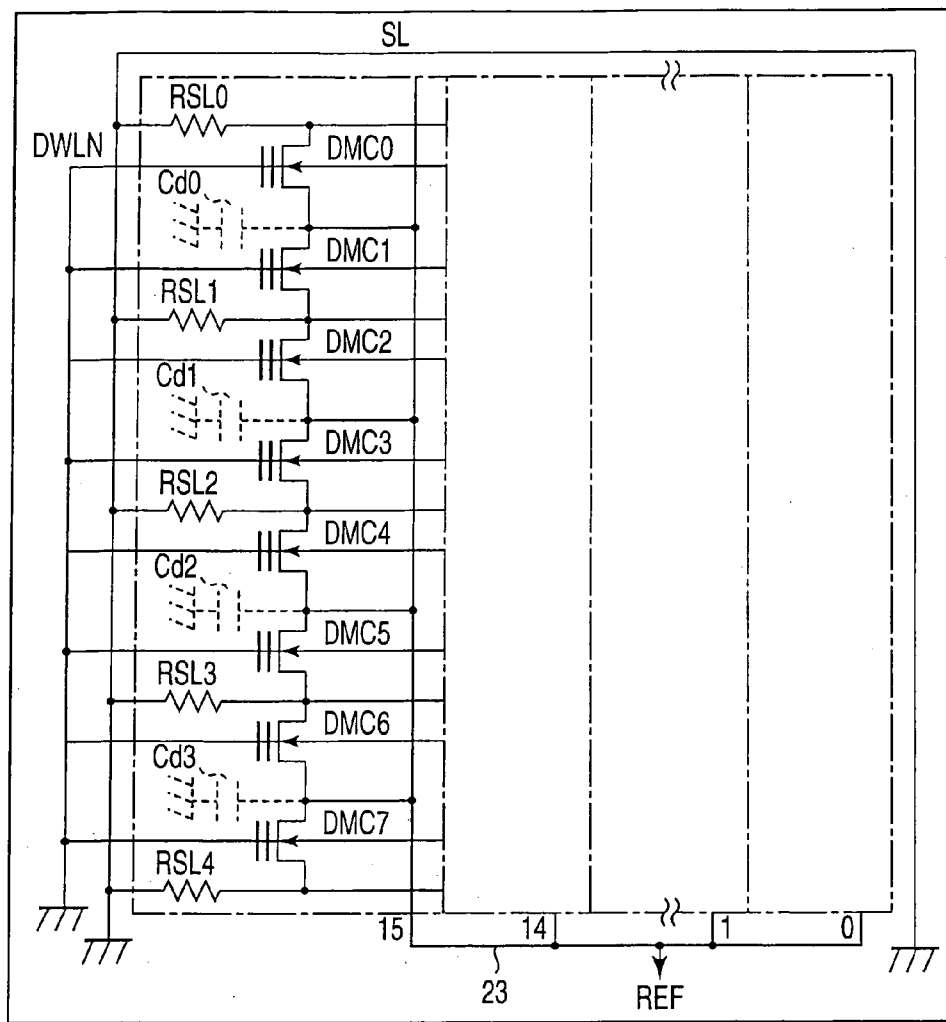 SL
RSL0
DWLN
DMC0
Cd0
DMC1
RSL1
DMC2
Cd1
DMC3
RSL2
DMC4
Cd2
DMC5
RSL3
DMC6
Cd3
DMC7
RSL4
15
14
1
0
23
REF